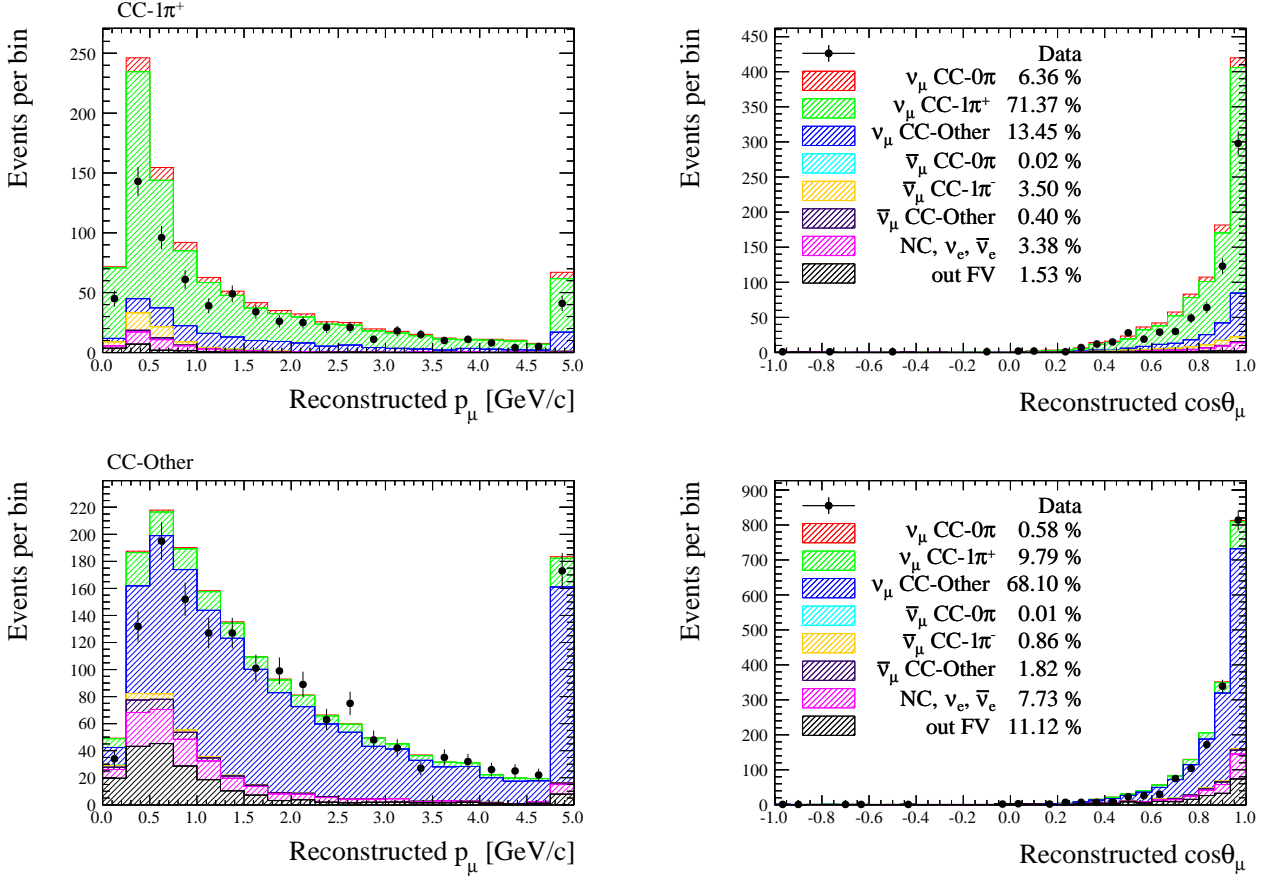 CC-1π⁺
Events per bin
250
200
150
100
50
0
0.0 0.5 1.0 1.5 2.0 2.5 3.0 3.5 4.0 4.5 5.0
Reconstructed p_μ [GeV/c]
Events per bin
450
400
350
300
250
200
150
100
50
0
Data
ν_μ CC-0π 6.36 %
ν_μ CC-1π⁺ 71.37 %
ν_μ CC-Other 13.45 %
ν̅_μ CC-0π 0.02 %
ν̅_μ CC-1π⁻ 3.50 %
ν̅_μ CC-Other 0.40 %
NC, ν_e, ν̅_e 3.38 %
out FV 1.53 %
-1.0 -0.8 -0.6 -0.4 -0.2 0.0 0.2 0.4 0.6 0.8 1.0
Reconstructed cosθ_μ
CC-Other
Events per bin
220
200
180
160
140
120
100
80
60
40
20
0
0.0 0.5 1.0 1.5 2.0 2.5 3.0 3.5 4.0 4.5 5.0
Reconstructed p_μ [GeV/c]
Events per bin
900
800
700
600
500
400
300
200
100
0
Data
ν_μ CC-0π 0.58 %
ν_μ CC-1π⁺ 9.79 %
ν_μ CC-Other 68.10 %
ν̅_μ CC-0π 0.01 %
ν̅_μ CC-1π⁻ 0.86 %
ν̅_μ CC-Other 1.82 %
NC, ν_e, ν̅_e 7.73 %
out FV 11.12 %
-1.0 -0.8 -0.6 -0.4 -0.2 0.0 0.2 0.4 0.6 0.8 1.0
Reconstructed cosθ_μ